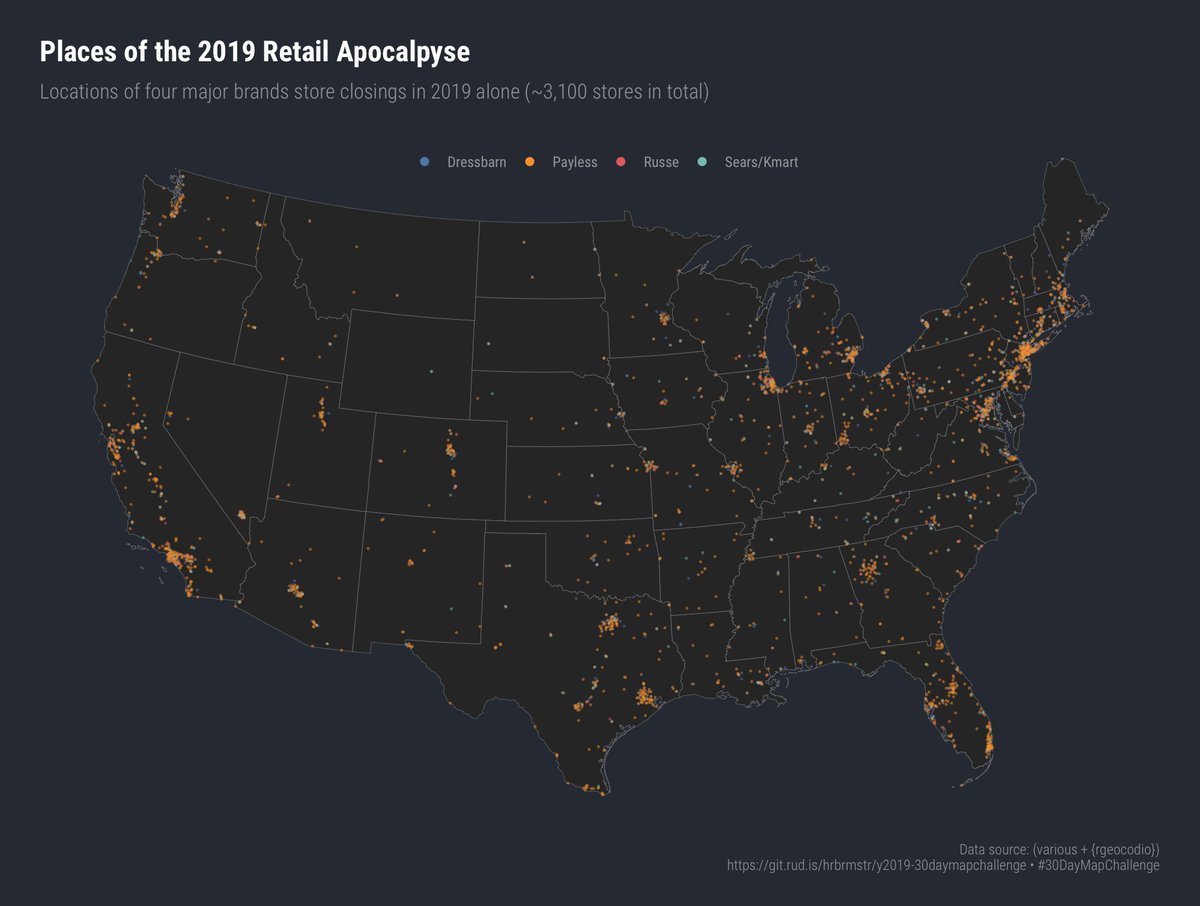 Places of the 2019 Retail Apocalpyse
Locations of four major brands store closings in 2019 alone (~3,100 stores in total)
Dressbarn Payless Russe Sears/Kmart
Data source: (various + {rgeocodio})
https://git.rud.is/hrbrmstr/y2019-30daymapchallenge • #30DayMapChallenge